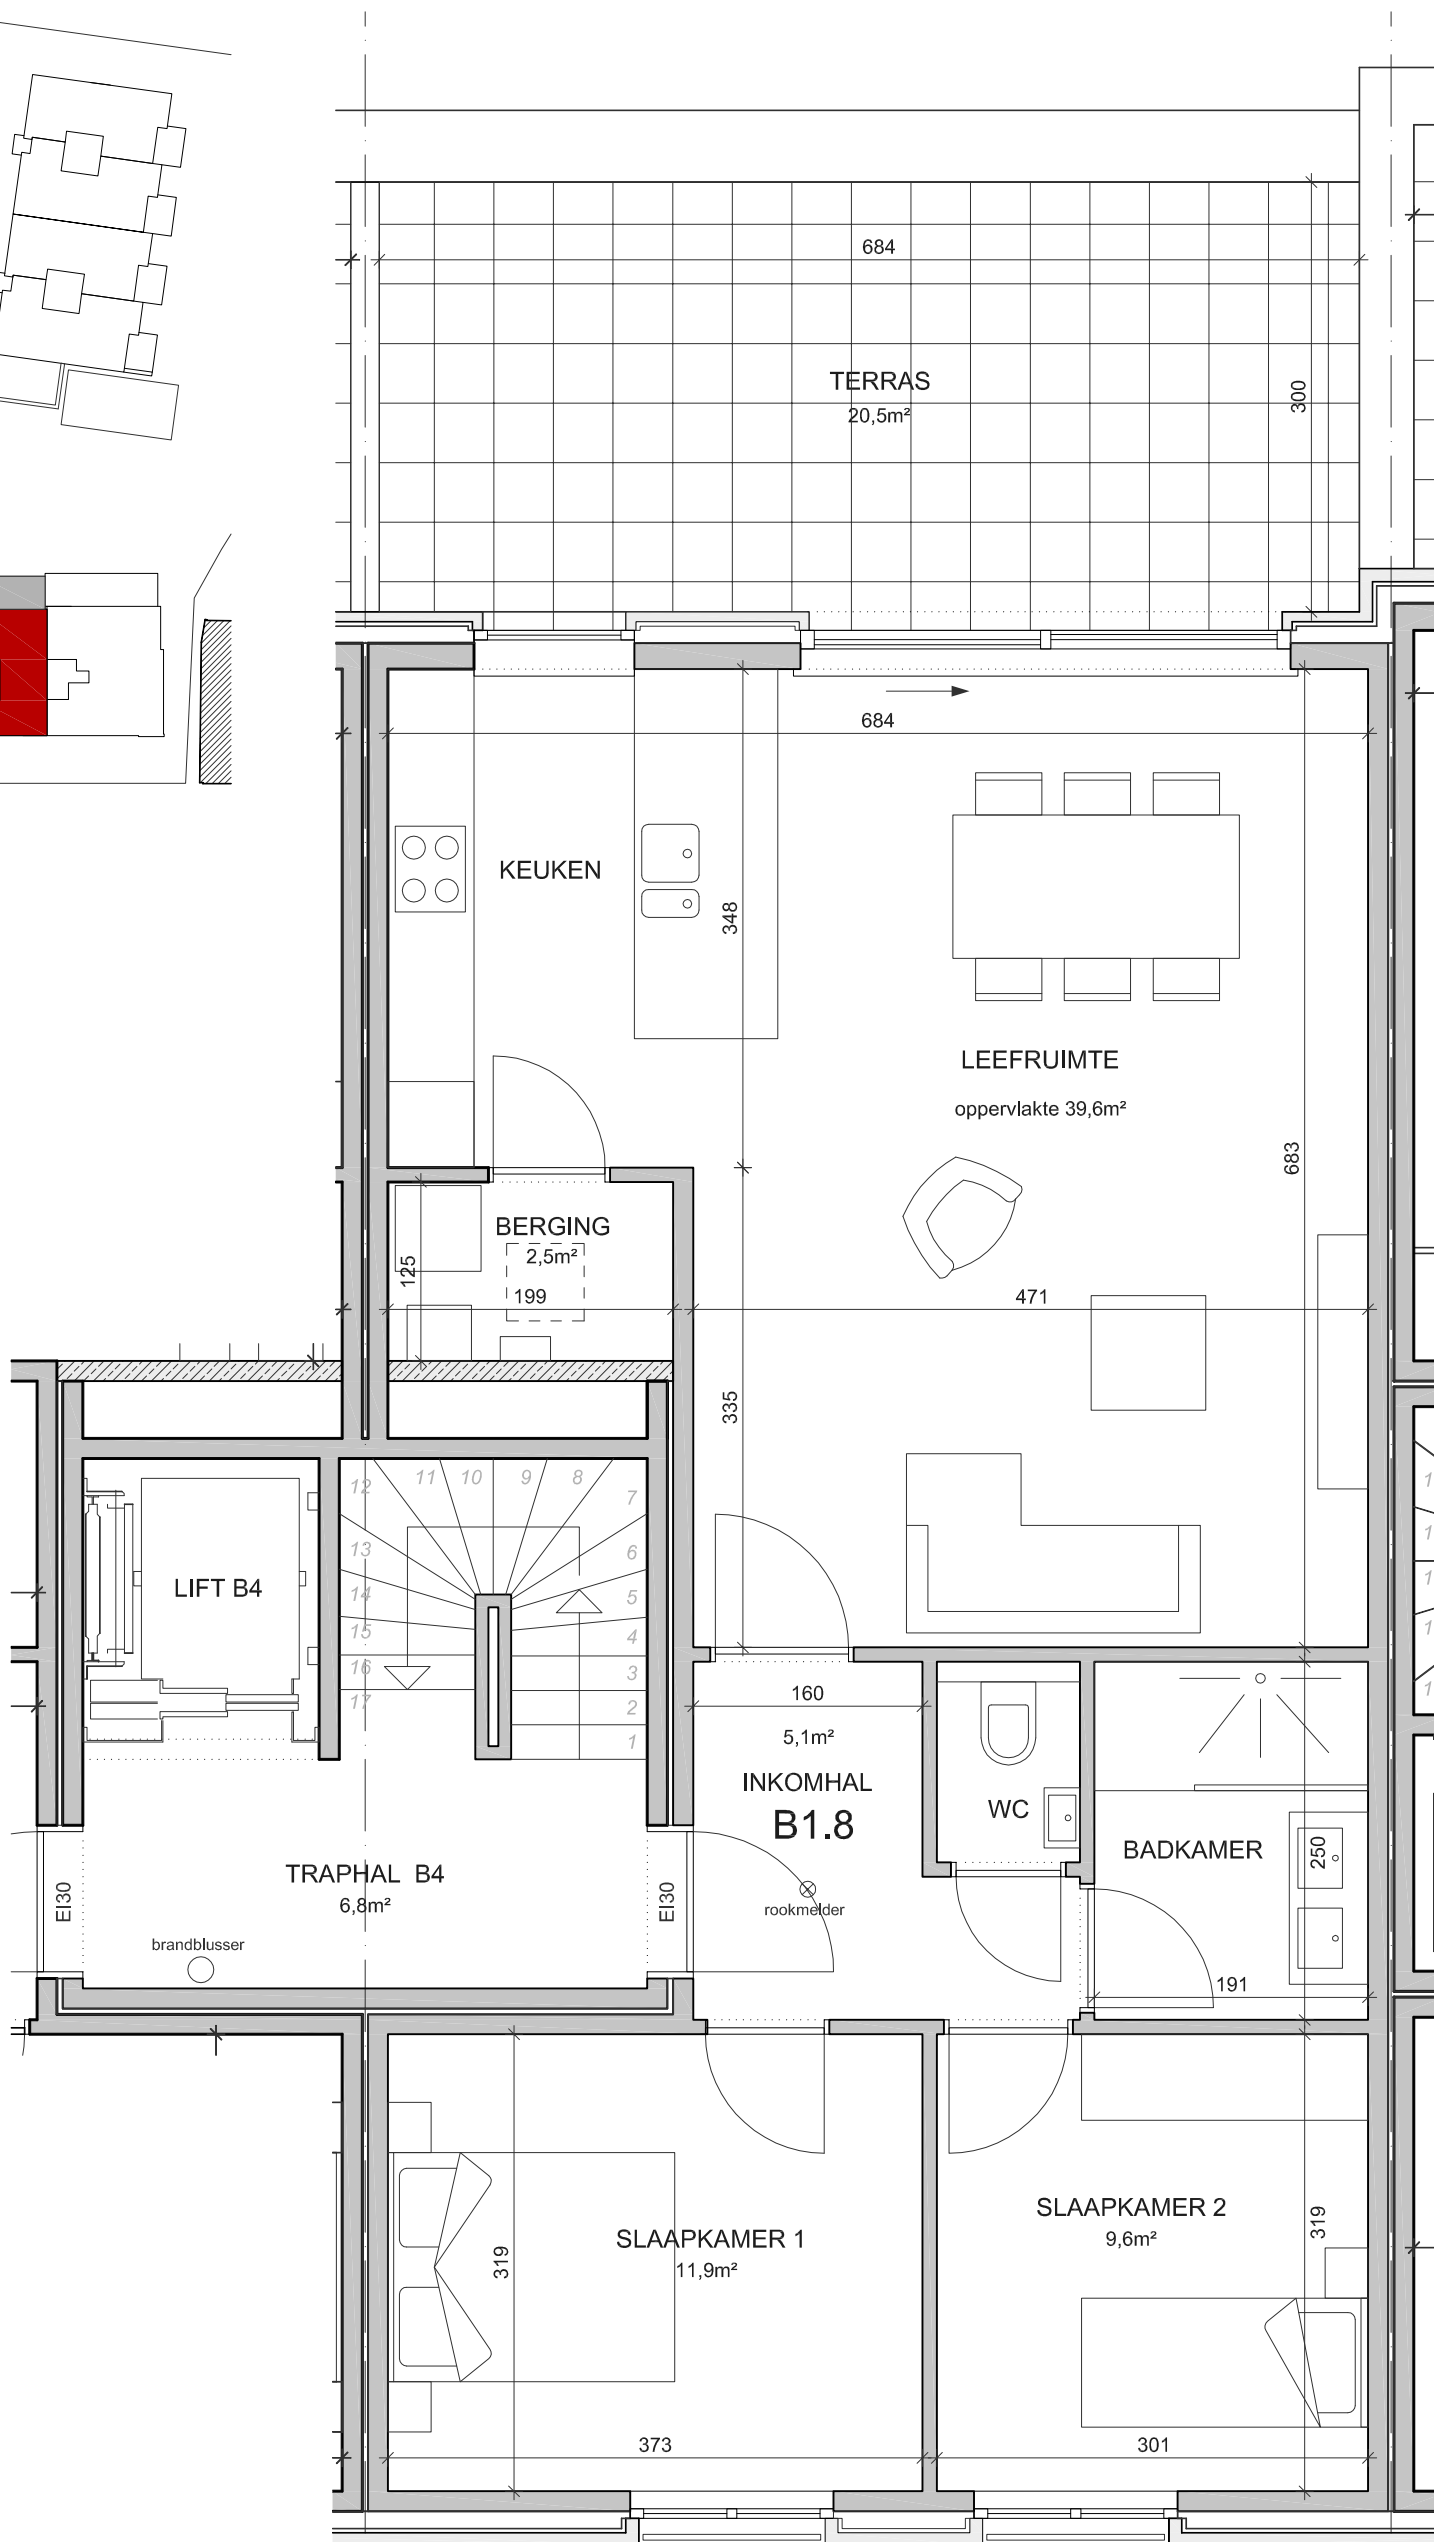 684
TERRAS
20,5m²
300
684
KEUKEN
348
LEEFRUIMTE
oppervlakte 39,6m²
683
BERGING
2,5m²
125
199
471
335
12
11
10
9
8
7
13
6
14
5
15
4
16
3
17
2
1
LIFT B4
160
5,1m²
INKOMHAL
B1.8
WC
BADKAMER
250
TRAPHAL B4
6,8m²
EI30
EI30
rookmelder
brandblusser
191
SLAAPKAMER 1
11,9m²
319
SLAAPKAMER 2
9,6m²
319
373
301